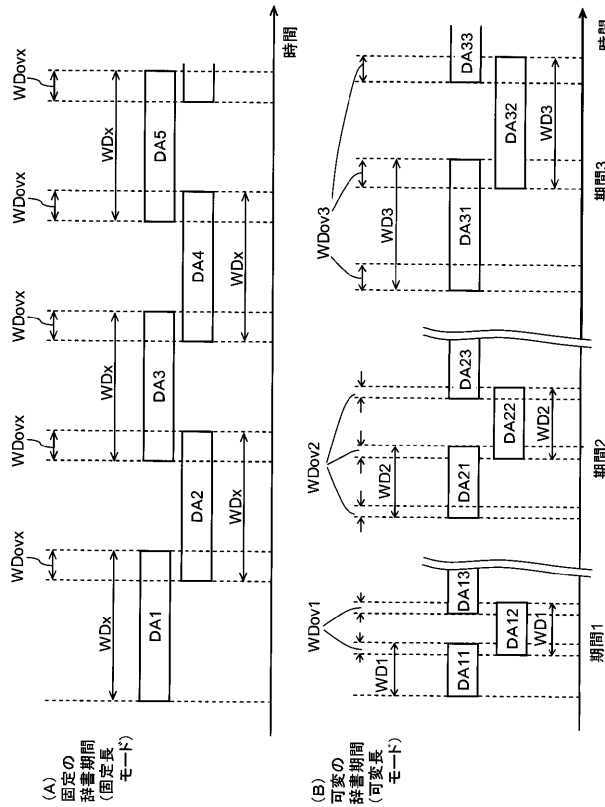 (A)
固定の
辞書期間
(固定長
モード)
WDovx
WDovx
WDovx
WDovx
WDovx
WDx
WDx
WDx
DA1
DA3
DA5
DA2
DA4
WDx
WDx
時間
(B)
可変の
辞書期間
(可変長
モード)
WDov1
WDov2
WDov3
WD1
WD2
WD3
DA11
DA13
DA21
DA23
DA31
DA33
DA12
DA22
DA32
WD1
WD2
WD3
期間1
期間2
期間3
時間